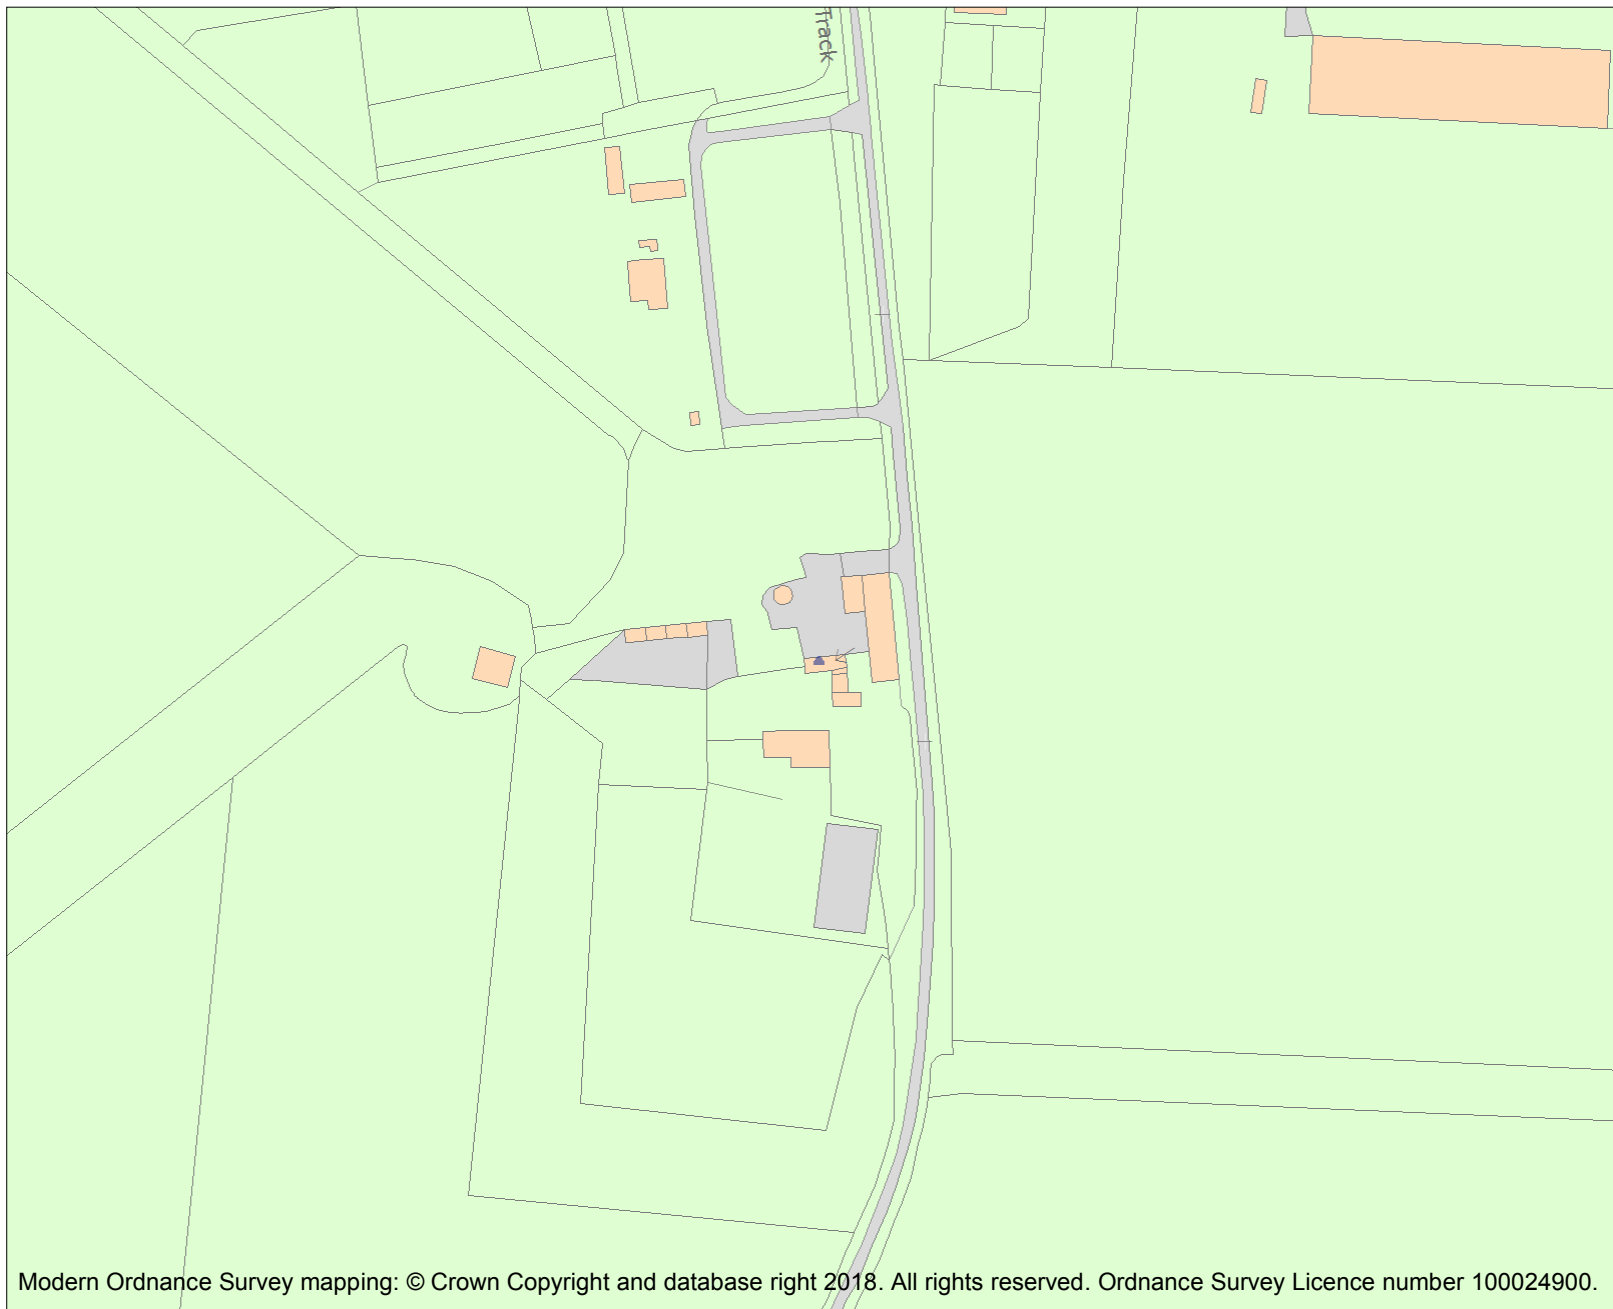 Track
Modern Ordnance Survey mapping: © Crown Copyright and database right 2018. All rights reserved. Ordnance Survey Licence number 100024900.